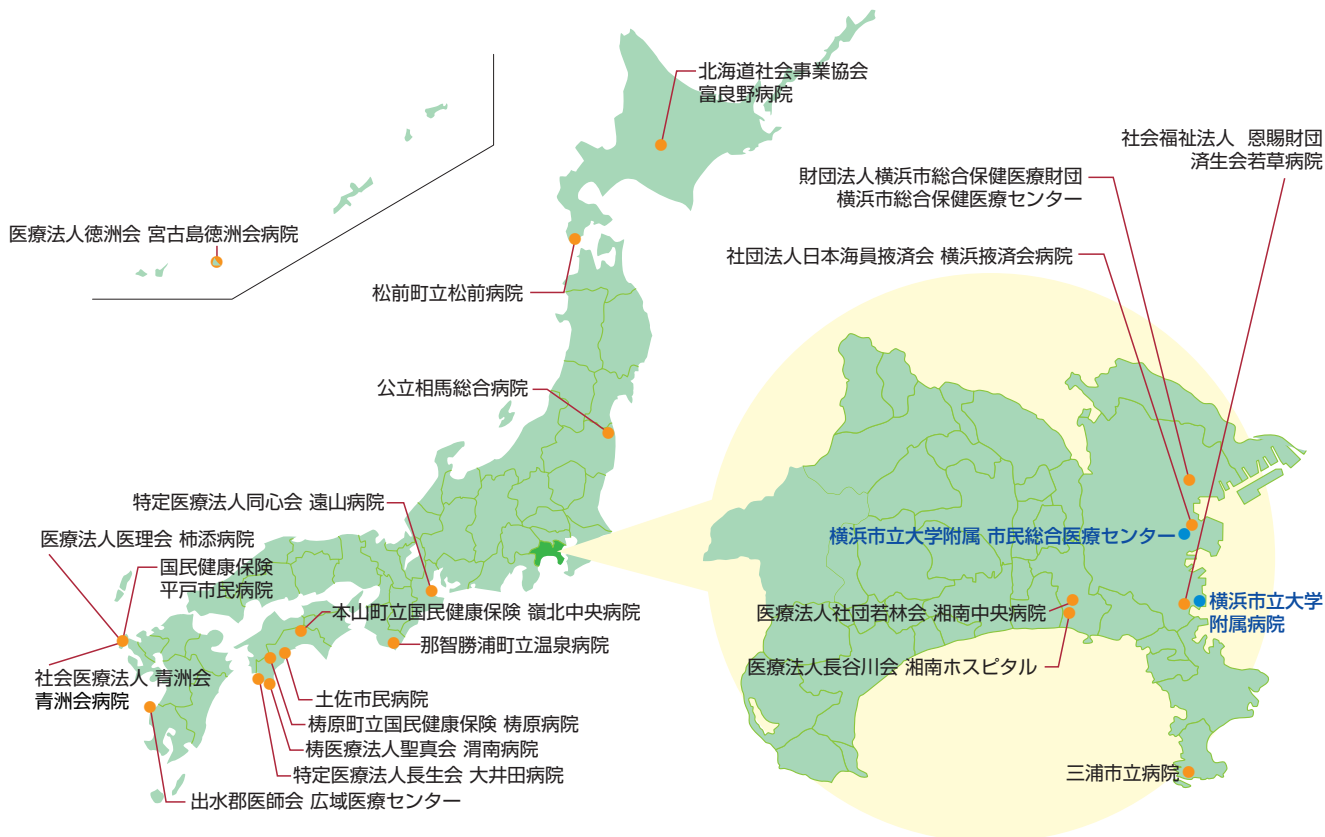 北海道社会事業協会
富良野病院
社会福祉法人 恩賜財団
済生会若草病院
財団法人横浜市総合保健医療財団
横浜市総合保健医療センター
医療法人徳洲会 宮古島徳洲会病院
社団法人日本海員掖済会 横浜掖済会病院
松前町立松前病院
公立相馬総合病院
特定医療法人同心会 遠山病院
医療法人医理会 柿添病院
国民健康保険
平戸市民病院
横浜市立大学附属 市民総合医療センター
本山町立国民健康保険 嶺北中央病院
医療法人社団若林会 湘南中央病院
横浜市立大学
附属病院
那智勝浦町立温泉病院
医療法人長谷川会 湘南ホスピタル
社会医療法人 青洲会
青洲会病院
土佐市民病院
梼原町立国民健康保険 梼原病院
梼医療法人聖真会 渭南病院
特定医療法人長生会 大井田病院
三浦市立病院
出水郡医師会 広域医療センター